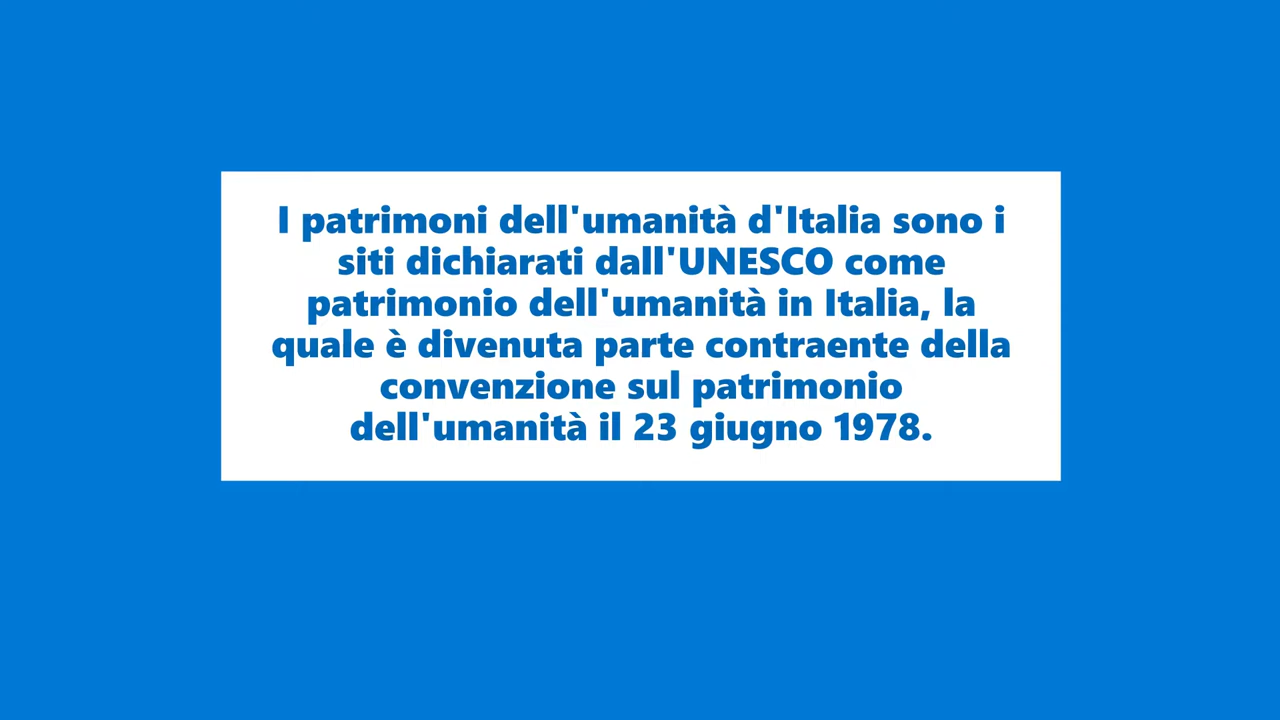 I patrimoni dell'umanità d'Italia sono i
siti dichiarati dall'UNESCO come
patrimonio dell'umanità in Italia, la
quale è divenuta parte contraente della
convenzione sul patrimonio
dell'umanità il 23 giugno 1978.